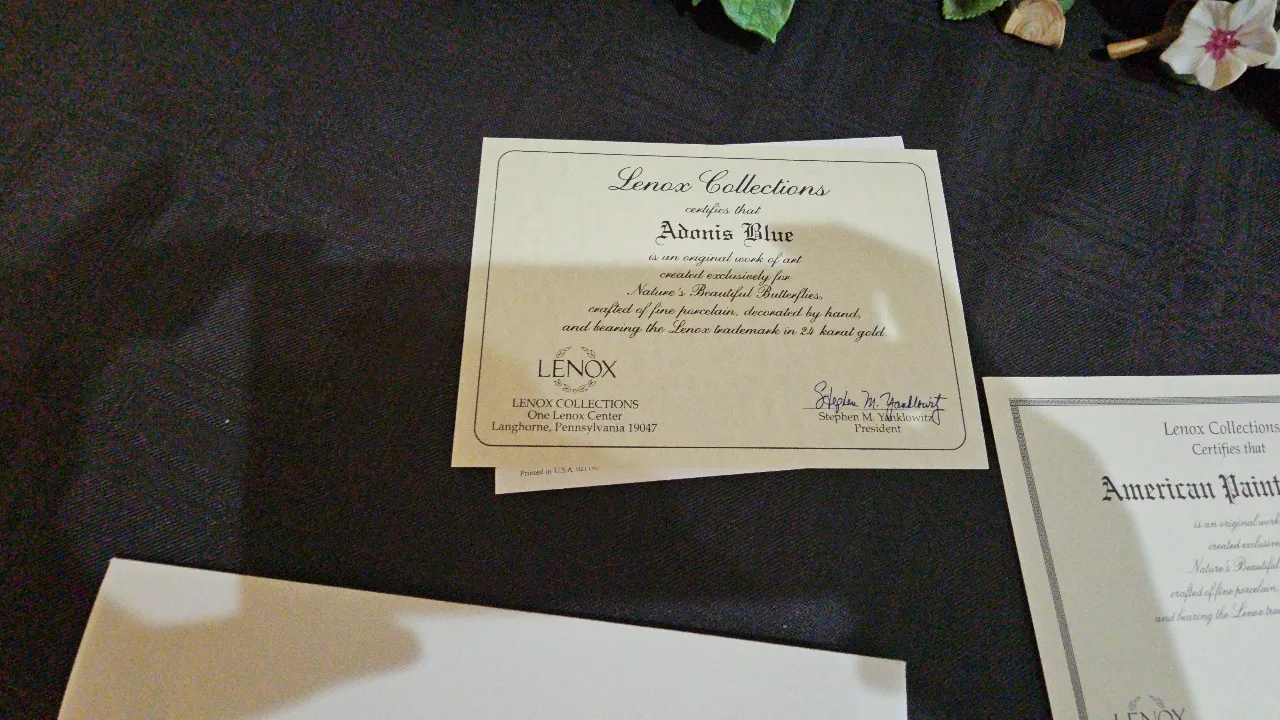 Lenox Collections
certifies that
Adonis Blue
is an original work of art
created exclusively for
Nature's Beautiful Butterflies,
crafted of fine porcelain, decorated by hand,
and bearing the Lenox trademark in 24 karat gold.
LENOX
LENOX COLLECTIONS
One Lenox Center
Langhorne, Pennsylvania 19047
Stephen M. Yanklowitz
Stephen M. Yanklowitz
President
Printed in U.S.A.
Lenox Collections
Certifies that
American Paint
is an original work
created exclusive
Nature's Beautiful
crafted of fine porcelain,
and bearing the Lenox tra
LENOX